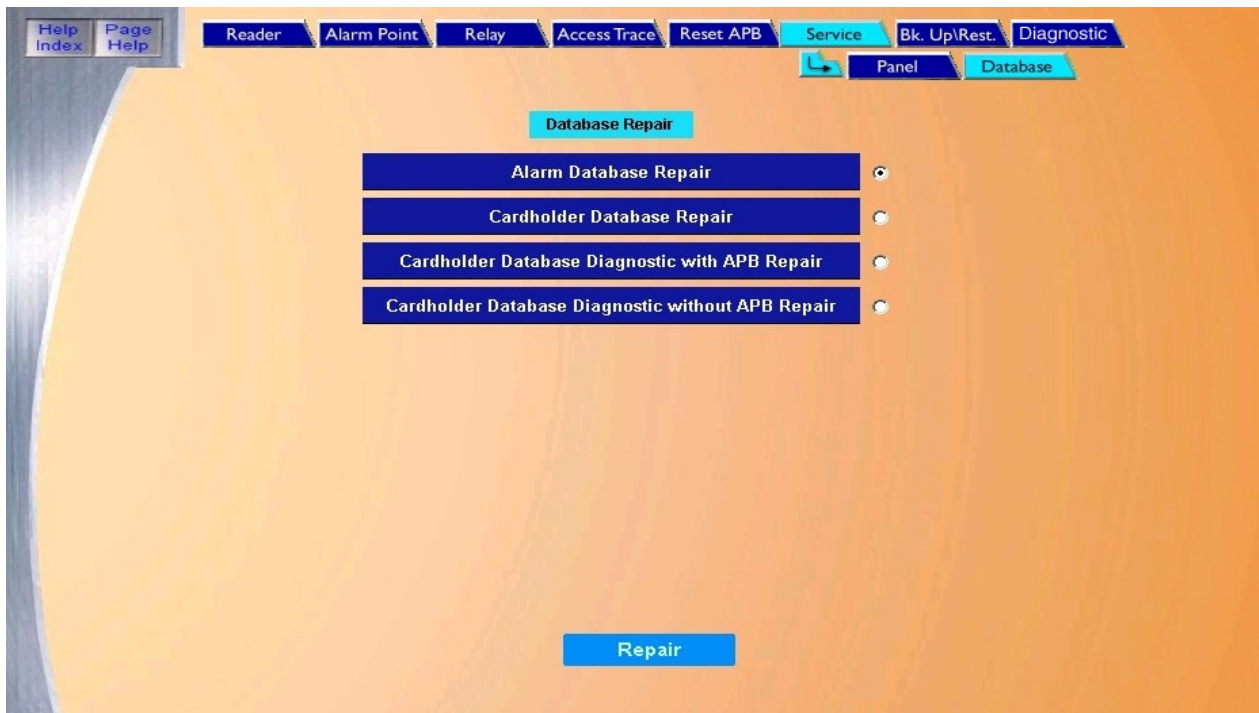 Help Index Page Help
Reader Alarm Point Relay Access Trace Reset APB Service Bk. Up\Rest. Diagnostic
Panel Database
Database Repair
Alarm Database Repair
Cardholder Database Repair
Cardholder Database Diagnostic with APB Repair
Cardholder Database Diagnostic without APB Repair
Repair